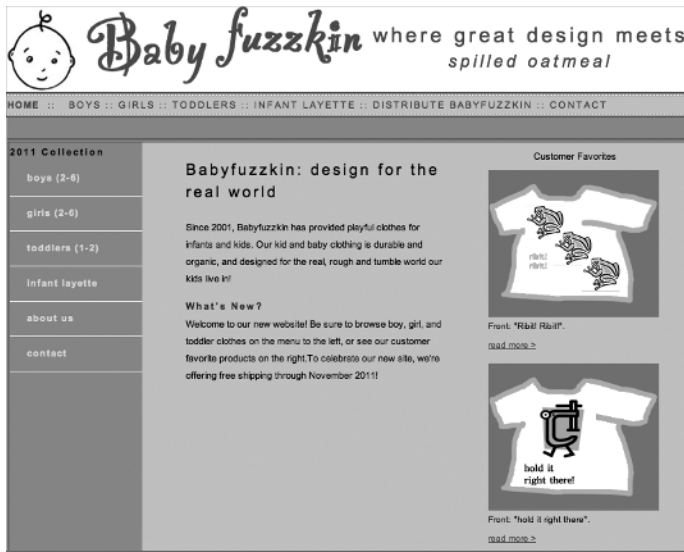 Baby fuzzkin where great design meets
spilled oatmeal
HOME :: BOYS :: GIRLS :: TODDLERS :: INFANT LAYETTE :: DISTRIBUTE BABYFUZZKIN :: CONTACT
2011 Collection
boys (2-6)
girls (2-6)
toddlers (1-2)
infant layette
about us
contact
Babyfuzzkin: design for the
real world
Since 2001, Babyfuzzkin has provided playful clothes for
infants and kids. Our kid and baby clothing is durable and
organic, and designed for the real, rough and tumble world our
kids live in!
What's New?
Welcome to our new website! Be sure to browse boy, girl, and
toddler clothes on the menu to the left, or see our customer
favorite products on the right.To celebrate our new site, we're
offering free shipping through November 2011!
Customer Favorites
ribit!
ribit!
Front: "Ribit! Ribit!".
read more >
hold it
right there!
Front: "hold it right there".
read more >